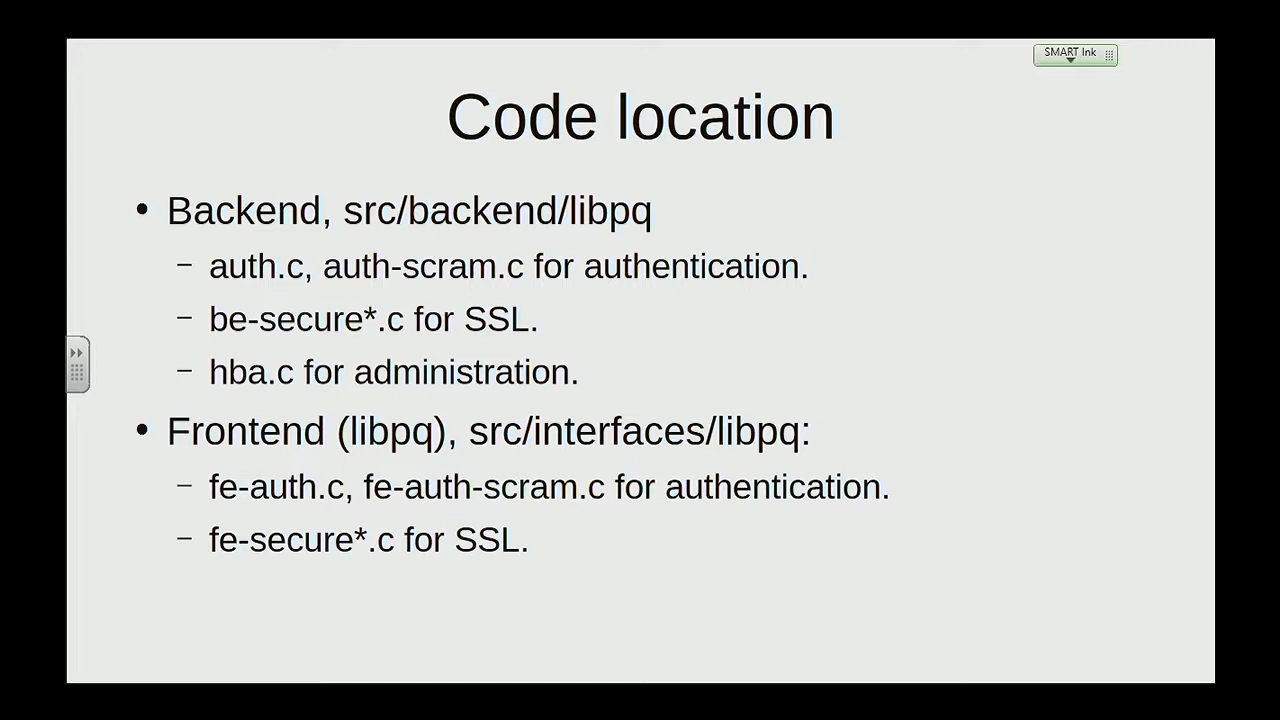 SMART Ink
Code location
• Backend, src/backend/libpq
– auth.c, auth-scram.c for authentication.
– be-secure*.c for SSL.
– hba.c for administration.
• Frontend (libpq), src/interfaces/libpq:
– fe-auth.c, fe-auth-scram.c for authentication.
– fe-secure*.c for SSL.